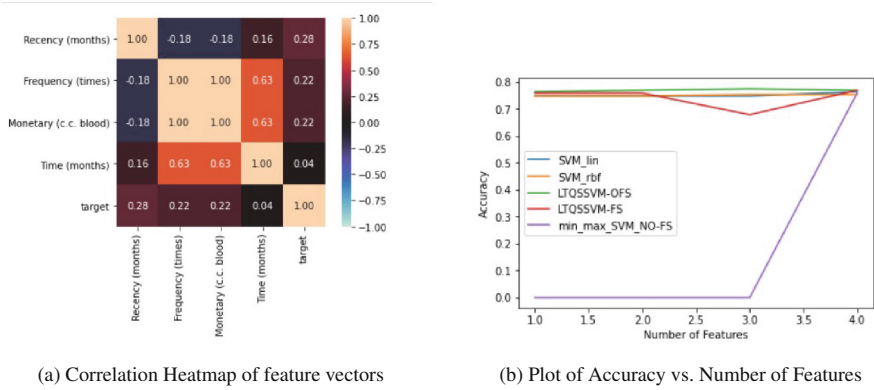 Recency (months)
Frequency (times)
Monetary (c.c. blood)
Time (months)
target
1.00 -0.18 -0.18 0.16 0.28
-0.18 1.00 1.00 0.63 0.22
-0.18 1.00 1.00 0.63 0.22
0.16 0.63 0.63 1.00 0.04
0.28 0.22 0.22 0.04 1.00
Recency (months)
Frequency (times)
Monetary (c.c. blood)
Time (months)
target
1.00
0.75
0.50
0.25
0.00
−0.25
−0.50
−0.75
−1.00
(a) Correlation Heatmap of feature vectors
Accuracy
0.8
0.7
0.6
0.5
0.4
0.3
0.2
0.1
0.0
SVM_lin
SVM_rbf
LTQSSVM-OFS
LTQSSVM-FS
min_max_SVM_NO-FS
1.0 1.5 2.0 2.5 3.0 3.5 4.0
Number of Features
(b) Plot of Accuracy vs. Number of Features